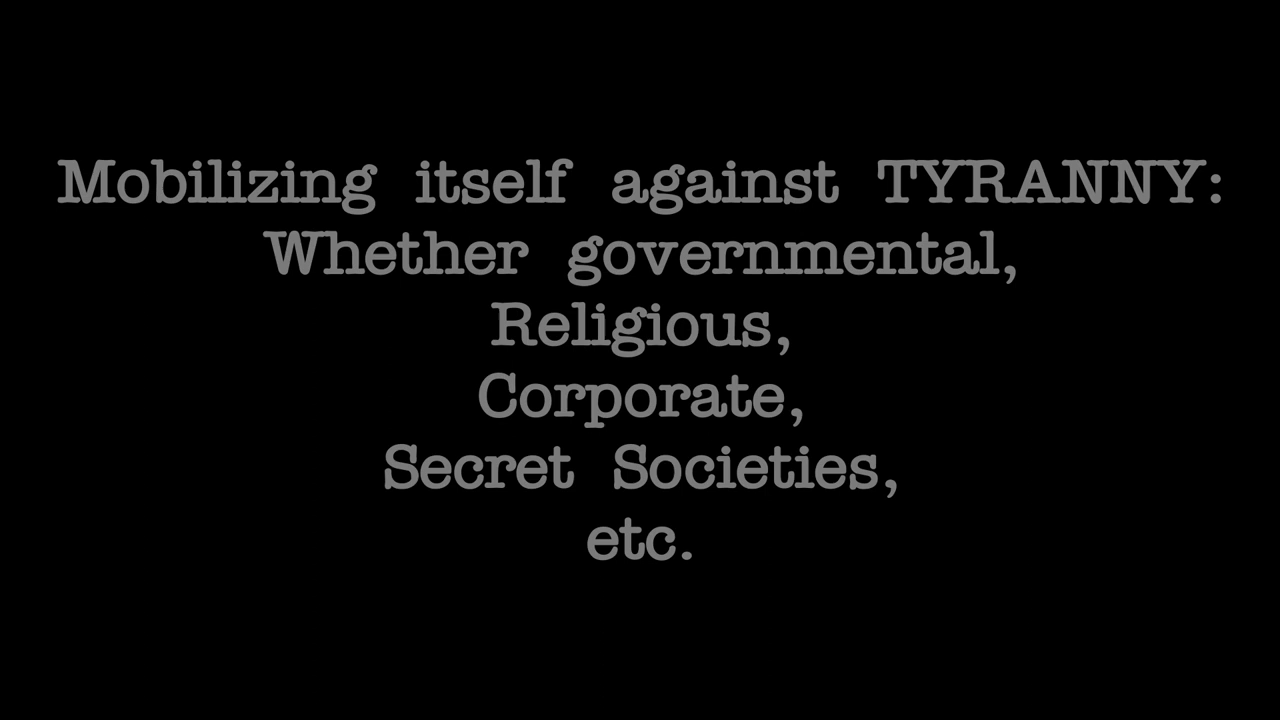 Mobilizing itself against TYRANNY:
Whether governmental,
Religious,
Corporate,
Secret Societies,
etc.